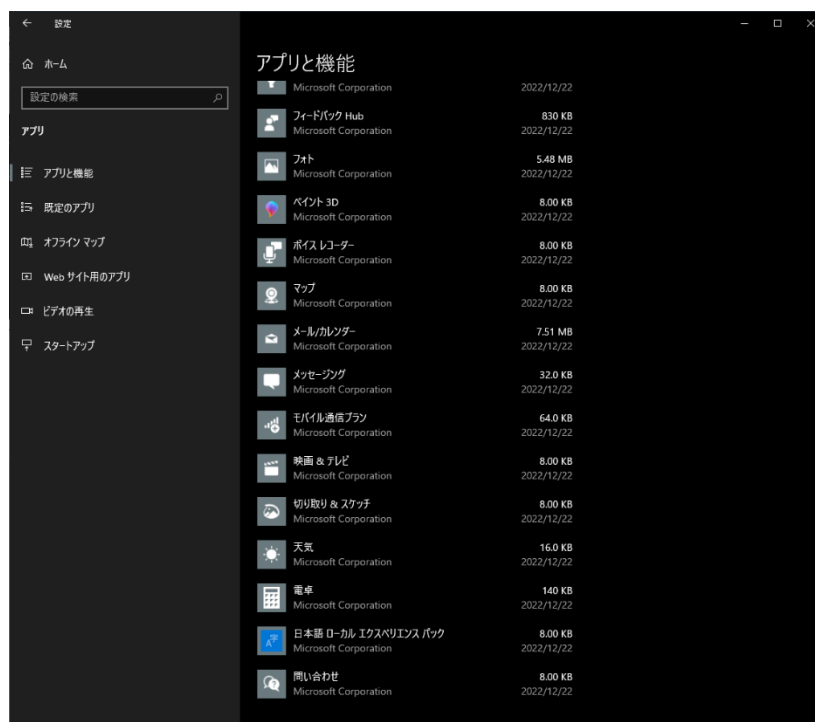 設定
ホーム
設定の検索
アプリ
アプリと機能
既定のアプリ
オフライン マップ
Web サイト用のアプリ
ビデオの再生
スタートアップ
アプリと機能
Microsoft Corporation 2022/12/22
フィードバック Hub 830 KB
Microsoft Corporation 2022/12/22
フォト 5.48 MB
Microsoft Corporation 2022/12/22
ペイント 3D 8.00 KB
Microsoft Corporation 2022/12/22
ボイス レコーダー 8.00 KB
Microsoft Corporation 2022/12/22
マップ 8.00 KB
Microsoft Corporation 2022/12/22
メール/カレンダー 7.51 MB
Microsoft Corporation 2022/12/22
メッセージング 32.0 KB
Microsoft Corporation 2022/12/22
モバイル通信プラン 64.0 KB
Microsoft Corporation 2022/12/22
映画 & テレビ 8.00 KB
Microsoft Corporation 2022/12/22
切り取り & スケッチ 8.00 KB
Microsoft Corporation 2022/12/22
天気 16.0 KB
Microsoft Corporation 2022/12/22
電卓 140 KB
Microsoft Corporation 2022/12/22
日本語 ローカル エクスペリエンス パック 8.00 KB
Microsoft Corporation 2022/12/22
問い合わせ 8.00 KB
Microsoft Corporation 2022/12/22